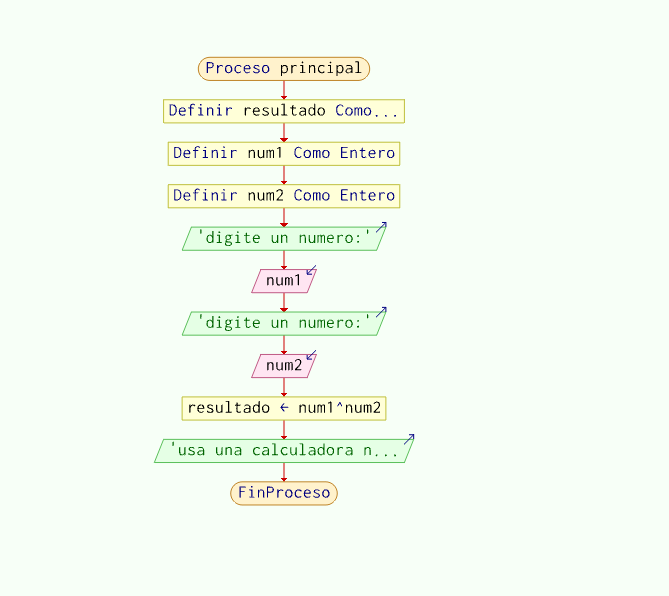 Proceso principal
Definir resultado Como...
Definir num1 Como Entero
Definir num2 Como Entero
'digite un numero:'
num1
'digite un numero:'
num2
resultado ← num1^num2
'usa una calculadora n...
FinProceso